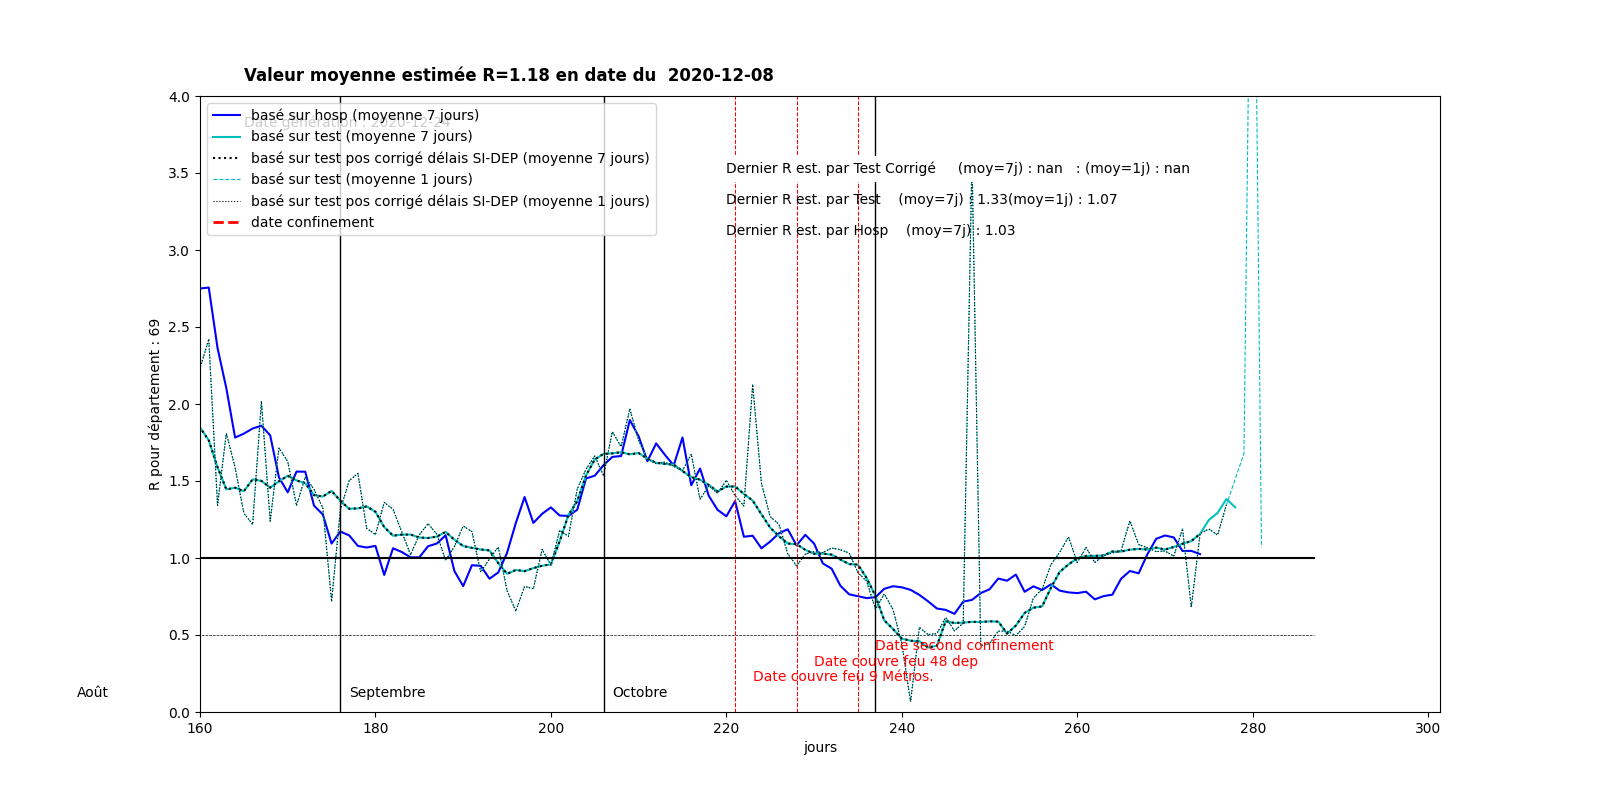 Valeur moyenne estimée R=1.18 en date du  2020-12-08
4.0
3.5
3.0
2.5
2.0
1.5
1.0
0.5
0.0
R pour département : 69
basé sur hosp (moyenne 7 jours)
Date génération : 2020-12-24
basé sur test (moyenne 7 jours)
basé sur test pos corrigé délais SI-DEP (moyenne 7 jours)
basé sur test (moyenne 1 jours)
basé sur test pos corrigé délais SI-DEP (moyenne 1 jours)
date confinement
Dernier R est. par Test Corrigé     (moy=7j) : nan   : (moy=1j) : nan
Dernier R est. par Test    (moy=7j) : 1.33(moy=1j) : 1.07
Dernier R est. par Hosp    (moy=7j) : 1.03
Date second confinement
Date couvre feu 48 dep
Date couvre feu 9 Métros.
Août
Septembre
Octobre
160
180
200
220
240
260
280
300
jours